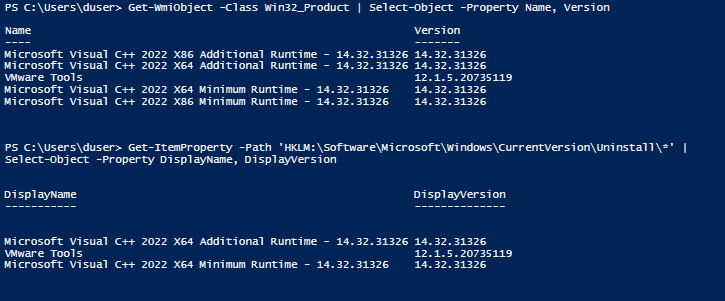 PS C:\Users\duser> Get-WmiObject -Class Win32_Product | Select-Object -Property Name, Version
Name Version
---- -------
Microsoft Visual C++ 2022 X86 Additional Runtime - 14.32.31326 14.32.31326
Microsoft Visual C++ 2022 X64 Additional Runtime - 14.32.31326 14.32.31326
VMware Tools 12.1.5.20735119
Microsoft Visual C++ 2022 X64 Minimum Runtime - 14.32.31326 14.32.31326
Microsoft Visual C++ 2022 X86 Minimum Runtime - 14.32.31326 14.32.31326
PS C:\Users\duser> Get-ItemProperty -Path 'HKLM:\Software\Microsoft\Windows\CurrentVersion\Uninstall\*' |
Select-Object -Property DisplayName, DisplayVersion
DisplayName DisplayVersion
----------- --------------
Microsoft Visual C++ 2022 X64 Additional Runtime - 14.32.31326 14.32.31326
VMware Tools 12.1.5.20735119
Microsoft Visual C++ 2022 X64 Minimum Runtime - 14.32.31326 14.32.31326